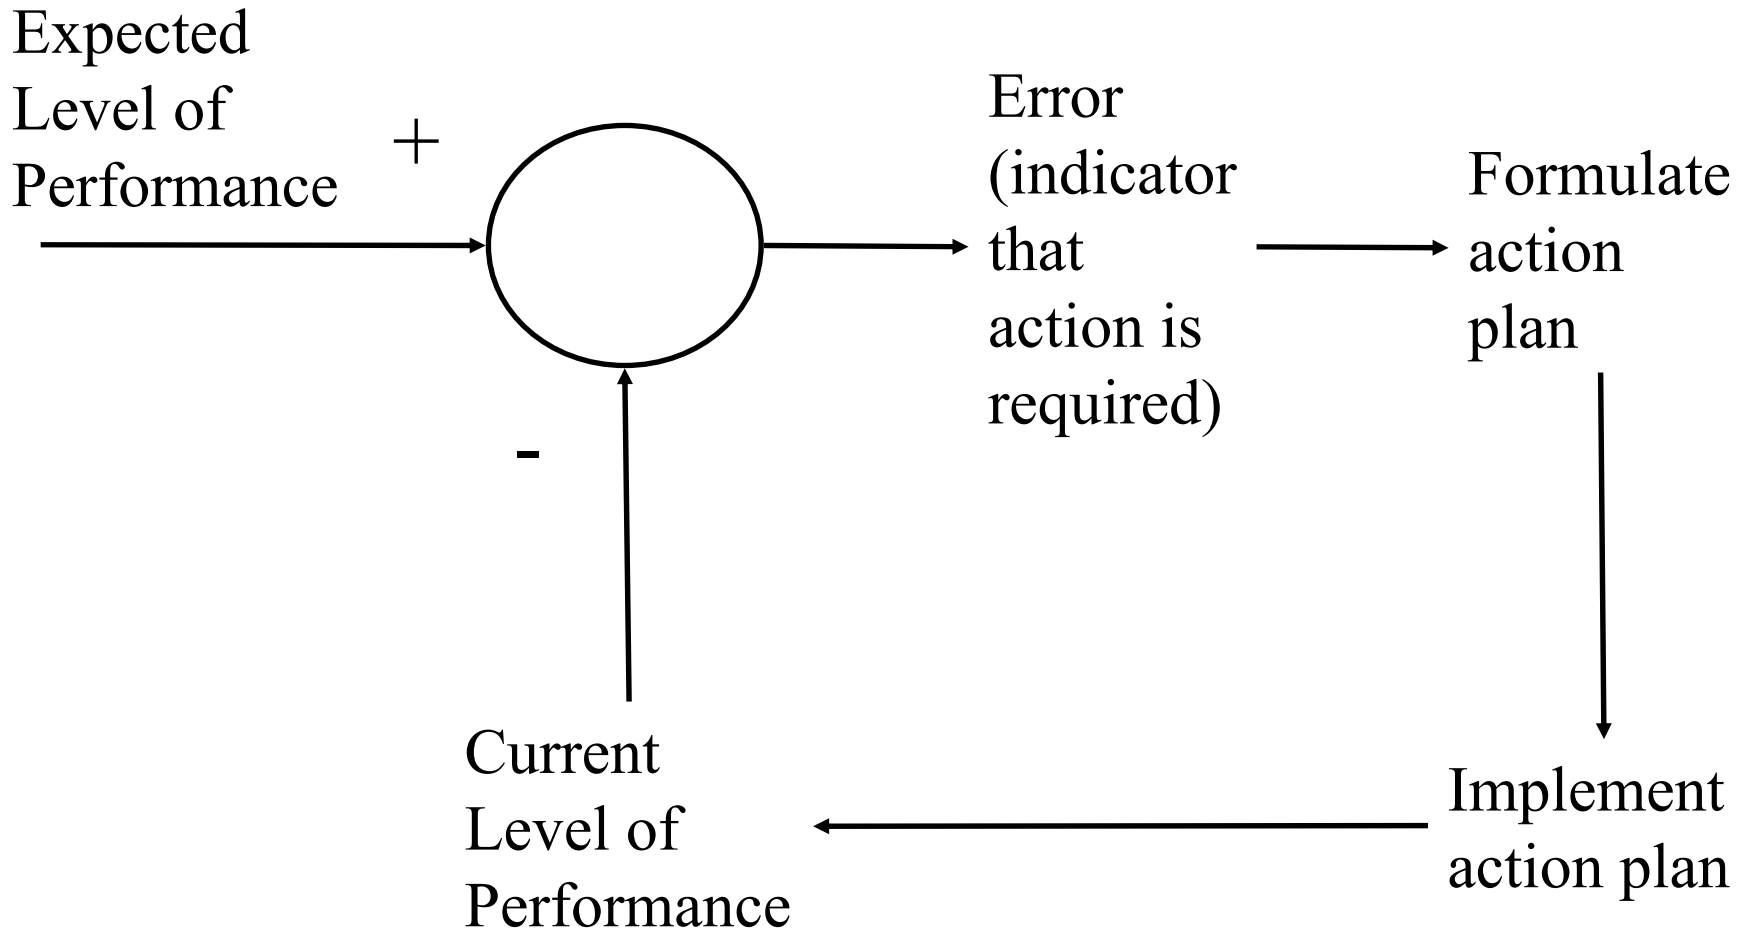 Expected
Level of
Performance
+
Error
(indicator
that
action is
required)
Formulate
action
plan
-
Current
Level of
Performance
Implement
action plan